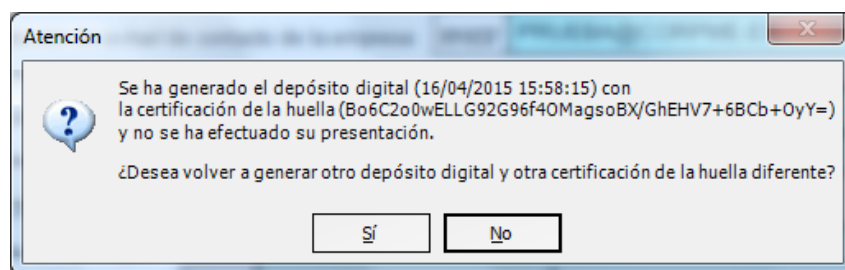 Atención
Se ha generado el depósito digital (16/04/2015 15:58:15) con
la certificación de la huella (Bo6C2o0wELLG92G96f4OMagsoBX/GhEHV7+6BCb+OyY=)
y no se ha efectuado su presentación.
¿Desea volver a generar otro depósito digital y otra certificación de la huella diferente?
Sí
No